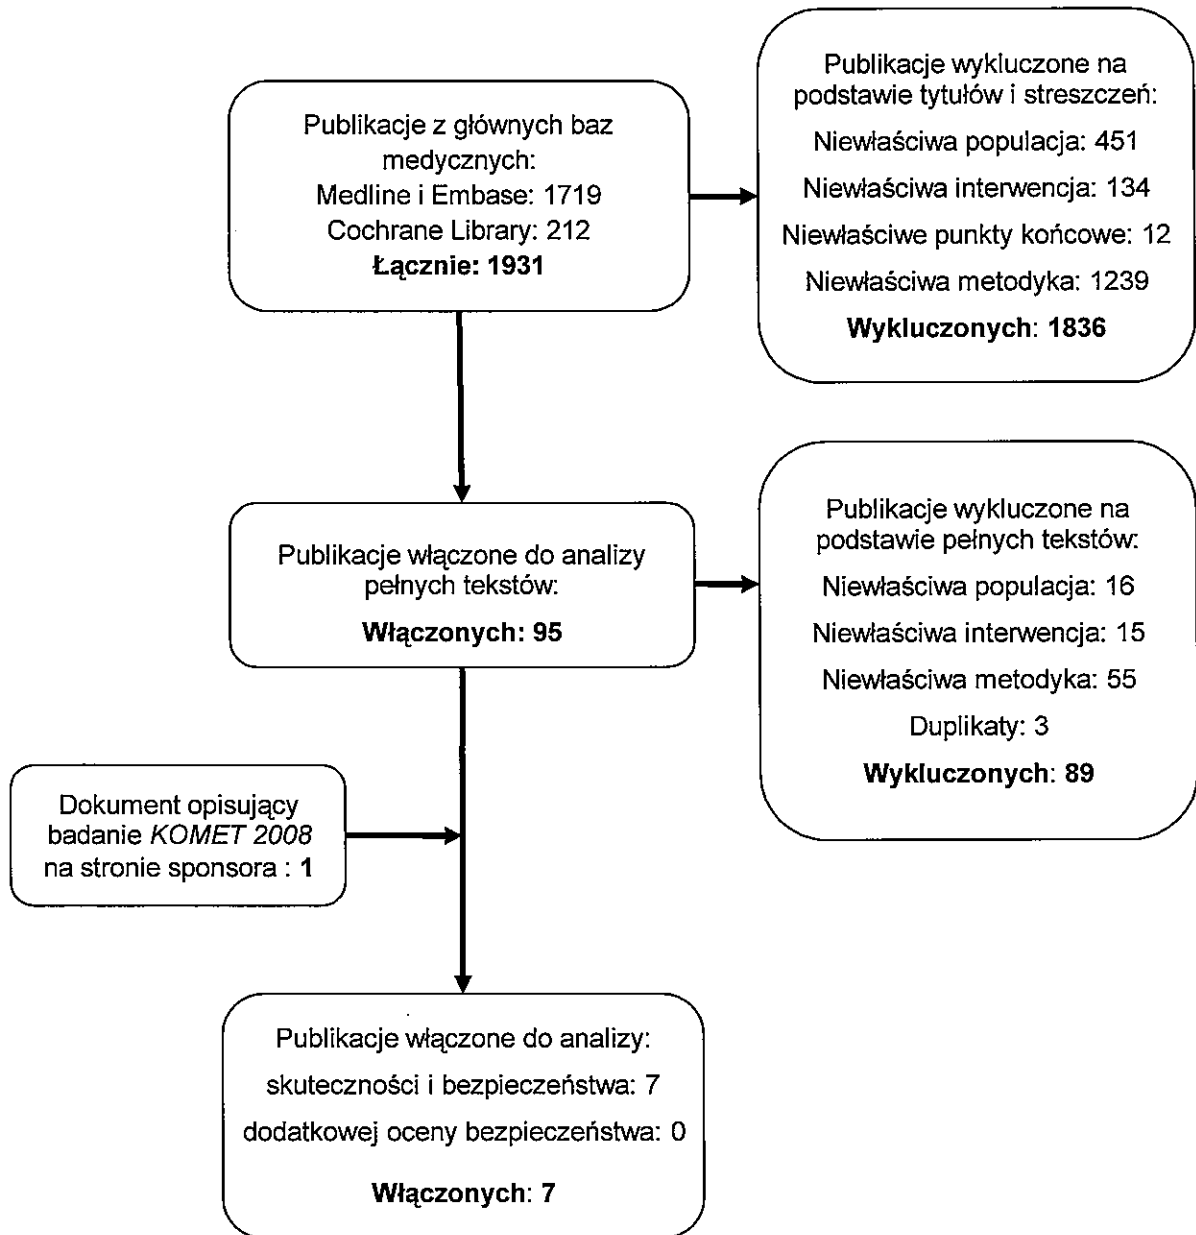 Publikacje z głównych baz
medycznych:
Medline i Embase: 1719
Cochrane Library: 212
Łącznie: 1931
Publikacje wykluczone na
podstawie tytułów i streszczeń:
Niewłaściwa populacja: 451
Niewłaściwa interwencja: 134
Niewłaściwe punkty końcowe: 12
Niewłaściwa metodyka: 1239
Wykluczonych: 1836
Publikacje włączone do analizy
pełnych tekstów:
Włączonych: 95
Publikacje wykluczone na
podstawie pełnych tekstów:
Niewłaściwa populacja: 16
Niewłaściwa interwencja: 15
Niewłaściwa metodyka: 55
Duplikaty: 3
Wykluczonych: 89
Dokument opisujący
badanie KOMET 2008
na stronie sponsora : 1
Publikacje włączone do analizy:
skuteczności i bezpieczeństwa: 7
dodatkowej oceny bezpieczeństwa: 0
Włączonych: 7